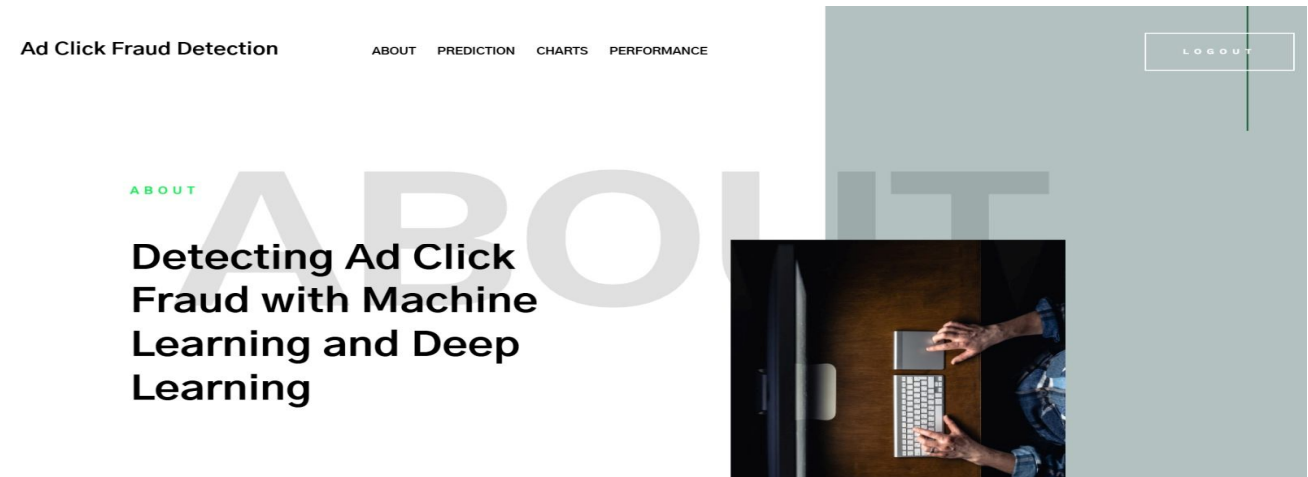 Ad Click Fraud Detection
ABOUT PREDICTION CHARTS PERFORMANCE
LOGOUT
ABOUT
ABOUT
Detecting Ad Click
Fraud with Machine
Learning and Deep
Learning